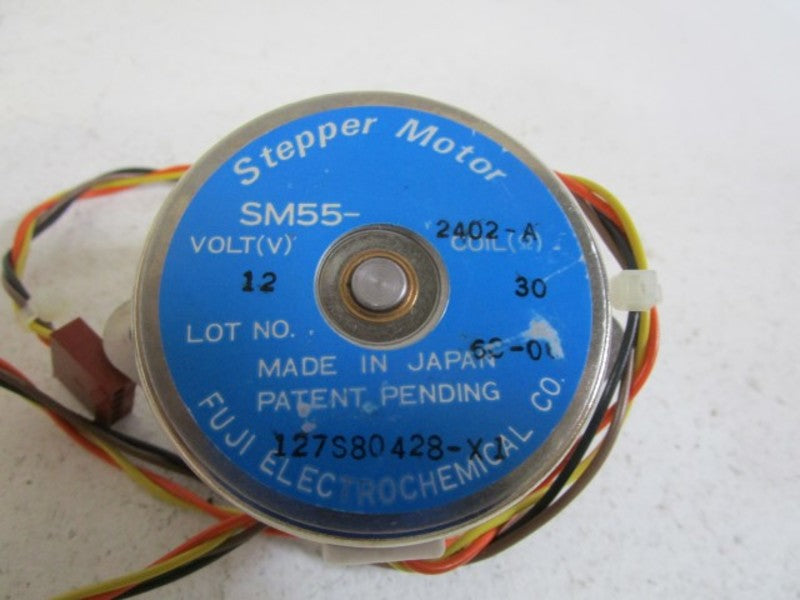 Stepper Motor
SM55- 2402-A
VOLT(V) COIL(Ω)
12 30
LOT NO.
MADE IN JAPAN
PATENT PENDING
127S80428-X1
FUJI ELECTROCHEMICAL CO.